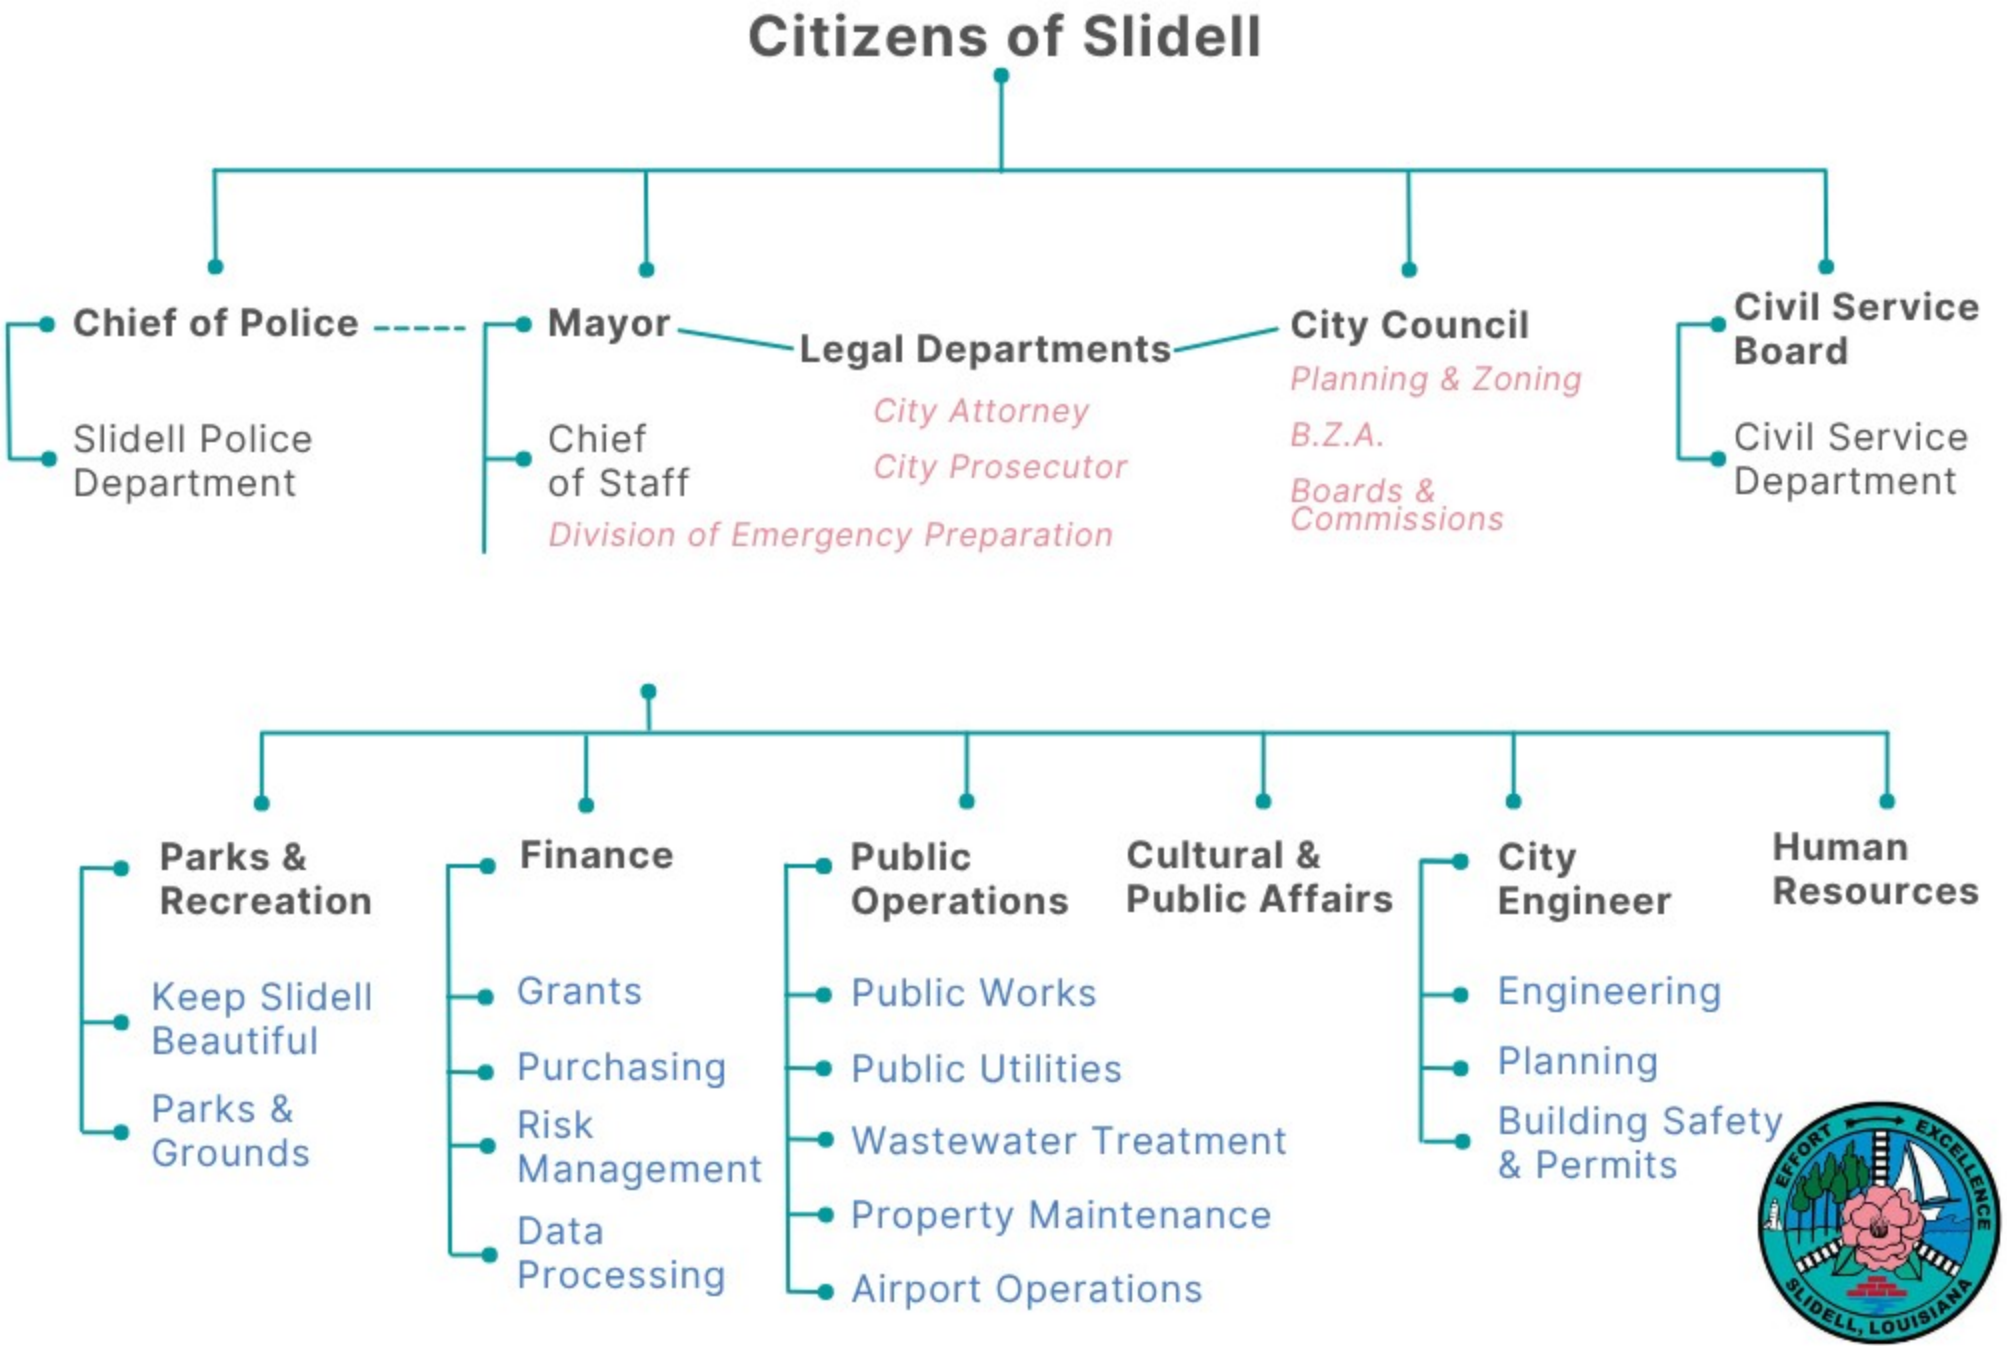 Citizens of Slidell
Chief of Police
Slidell Police
Department
Mayor
Chief
of Staff
Division of Emergency Preparation
Legal Departments
City Attorney
City Prosecutor
City Council
Planning & Zoning
B.Z.A.
Boards &
Commissions
Civil Service
Board
Civil Service
Department
Parks &
Recreation
Keep Slidell
Beautiful
Parks &
Grounds
Finance
Grants
Purchasing
Risk
Management
Data
Processing
Public
Operations
Public Works
Public Utilities
Wastewater Treatment
Property Maintenance
Airport Operations
Cultural &
Public Affairs
City
Engineer
Engineering
Planning
Building Safety
& Permits
Human
Resources
EFFORT
EXCELLENCE
SLIDELL, LOUISIANA